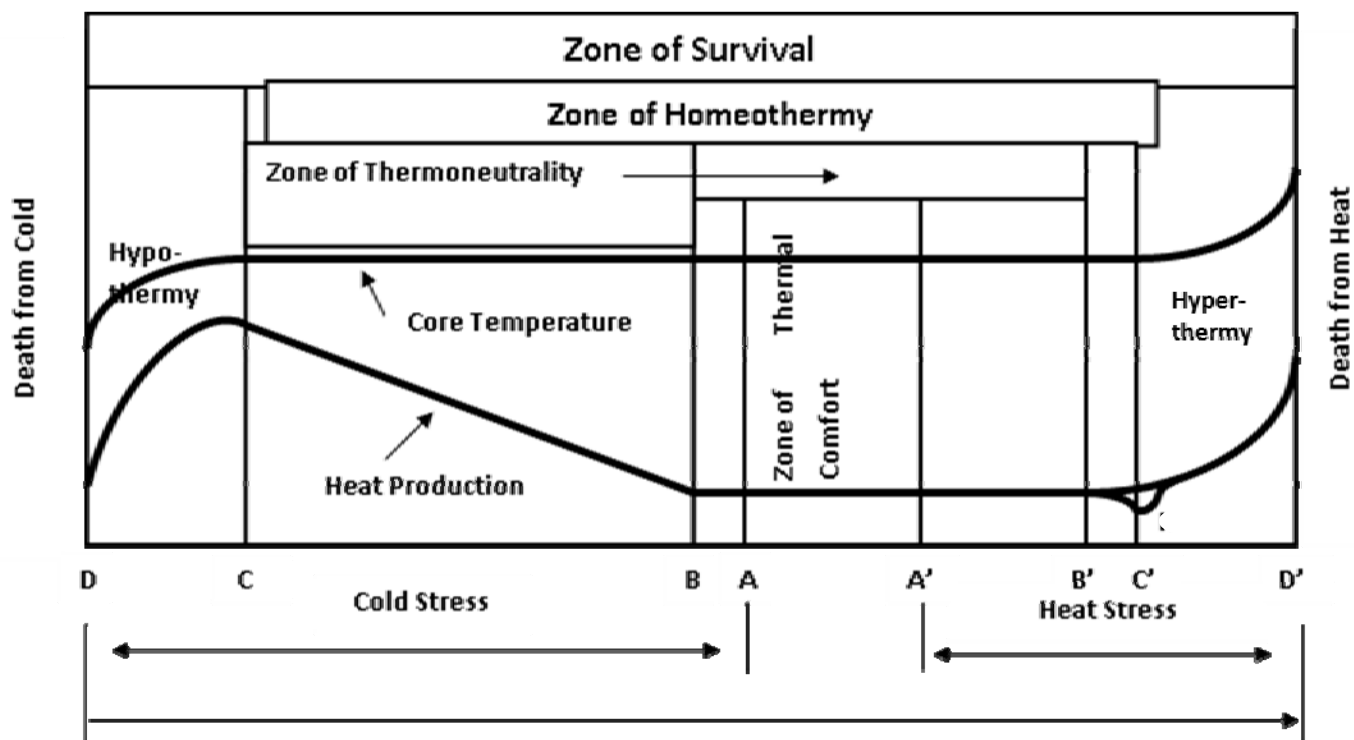 Zone of Survival
Zone of Homeothermy
Zone of Thermoneutrality
Death from Cold
Hypo-
thermy
Core Temperature
Heat Production
Zone of Thermal
Comfort
Hyper-
thermy
Death from Heat
D C B A A’ B’ C’ D’
Cold Stress
Heat Stress